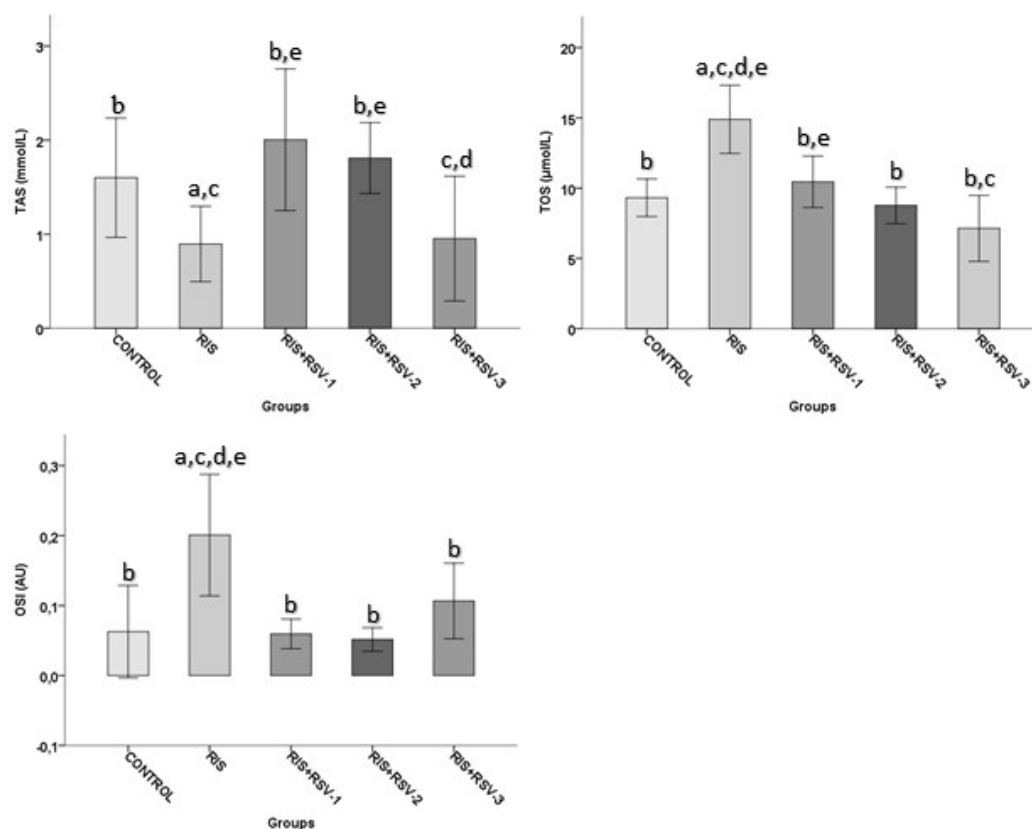 TAS (mmol/L)
3
2
1
0
b
a,c
b,e
b,e
c,d
CONTROL
RIS
RIS+RSV-1
RIS+RSV-2
RIS+RSV-3
Groups
TOS (µmol/L)
20
15
10
5
0
b
a,c,d,e
b,e
b
b,c
CONTROL
RIS
RIS+RSV-1
RIS+RSV-2
RIS+RSV-3
Groups
OSI (AU)
0,3
0,2
0,1
0,0
-0,1
b
a,c,d,e
b
b
b
CONTROL
RIS
RIS+RSV-1
RIS+RSV-2
RIS+RSV-3
Groups